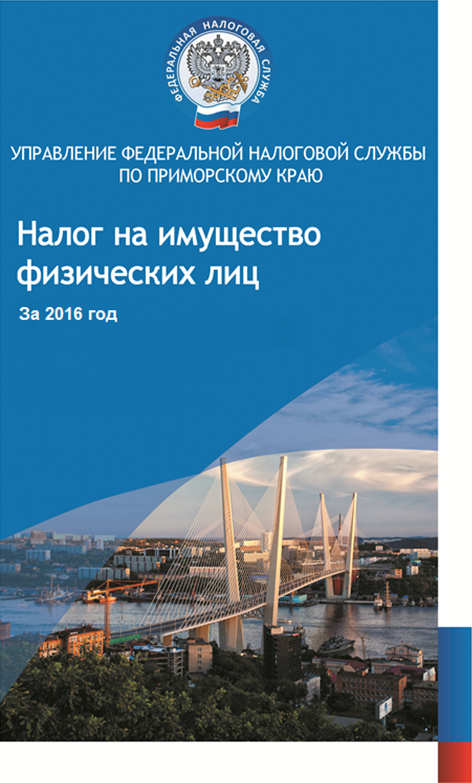 ФЕДЕРАЛЬНАЯ НАЛОГОВАЯ СЛУЖБА
УПРАВЛЕНИЕ ФЕДЕРАЛЬНОЙ НАЛОГОВОЙ СЛУЖБЫ
ПО ПРИМОРСКОМУ КРАЮ
Налог на имущество
физических лиц
За 2016 год